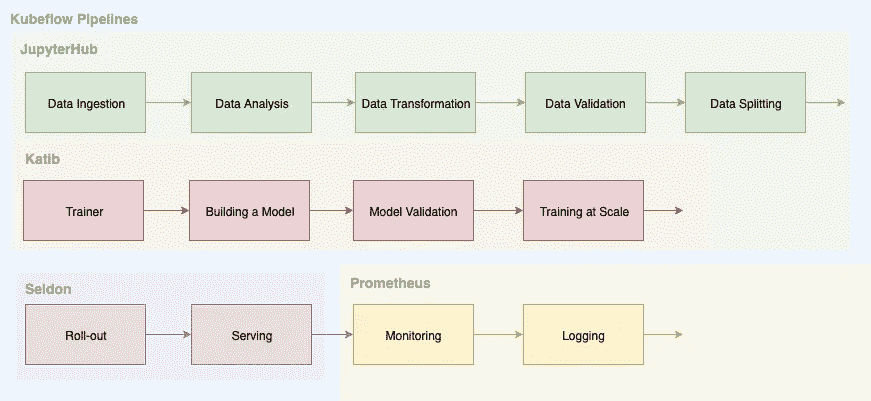 Kubeflow Pipelines
JupyterHub
Data Ingestion
Data Analysis
Data Transformation
Data Validation
Data Splitting
Katib
Trainer
Building a Model
Model Validation
Training at Scale
Seldon
Prometheus
Roll-out
Serving
Monitoring
Logging